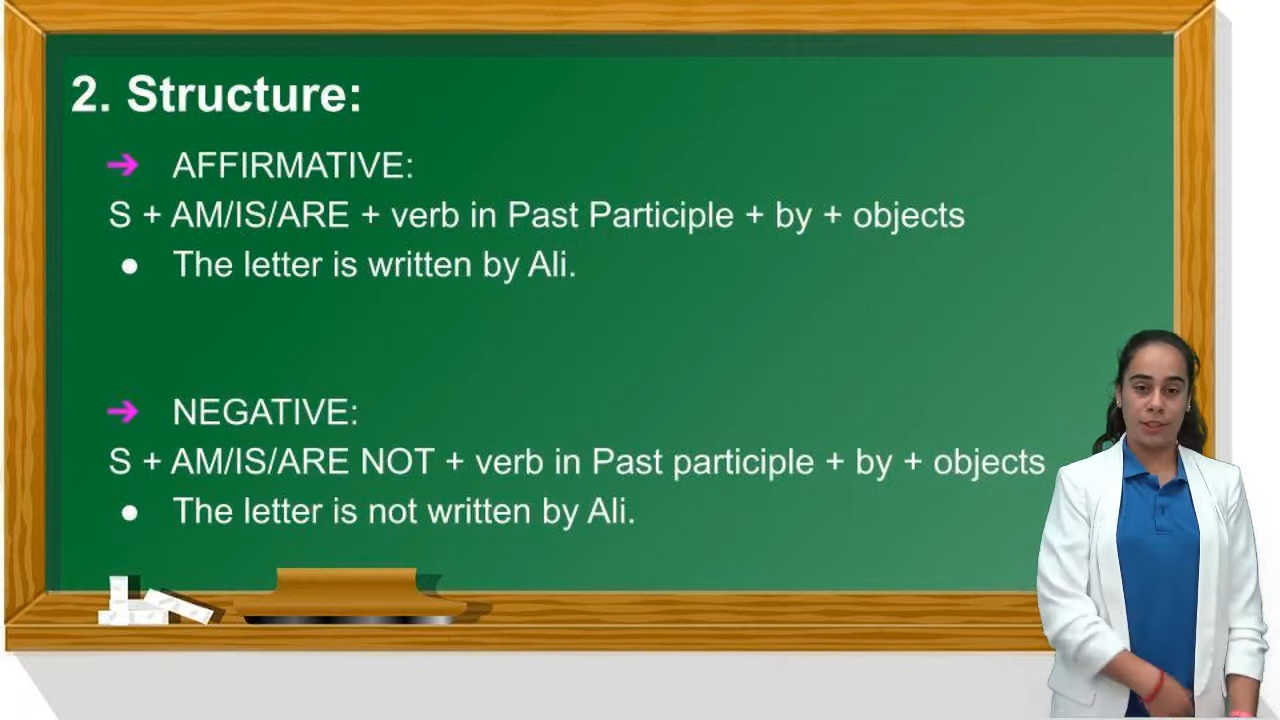 2. Structure:
➔ AFFIRMATIVE:
S + AM/IS/ARE + verb in Past Participle + by + objects
● The letter is written by Ali.
➔ NEGATIVE:
S + AM/IS/ARE NOT + verb in Past participle + by + objects
● The letter is not written by Ali.